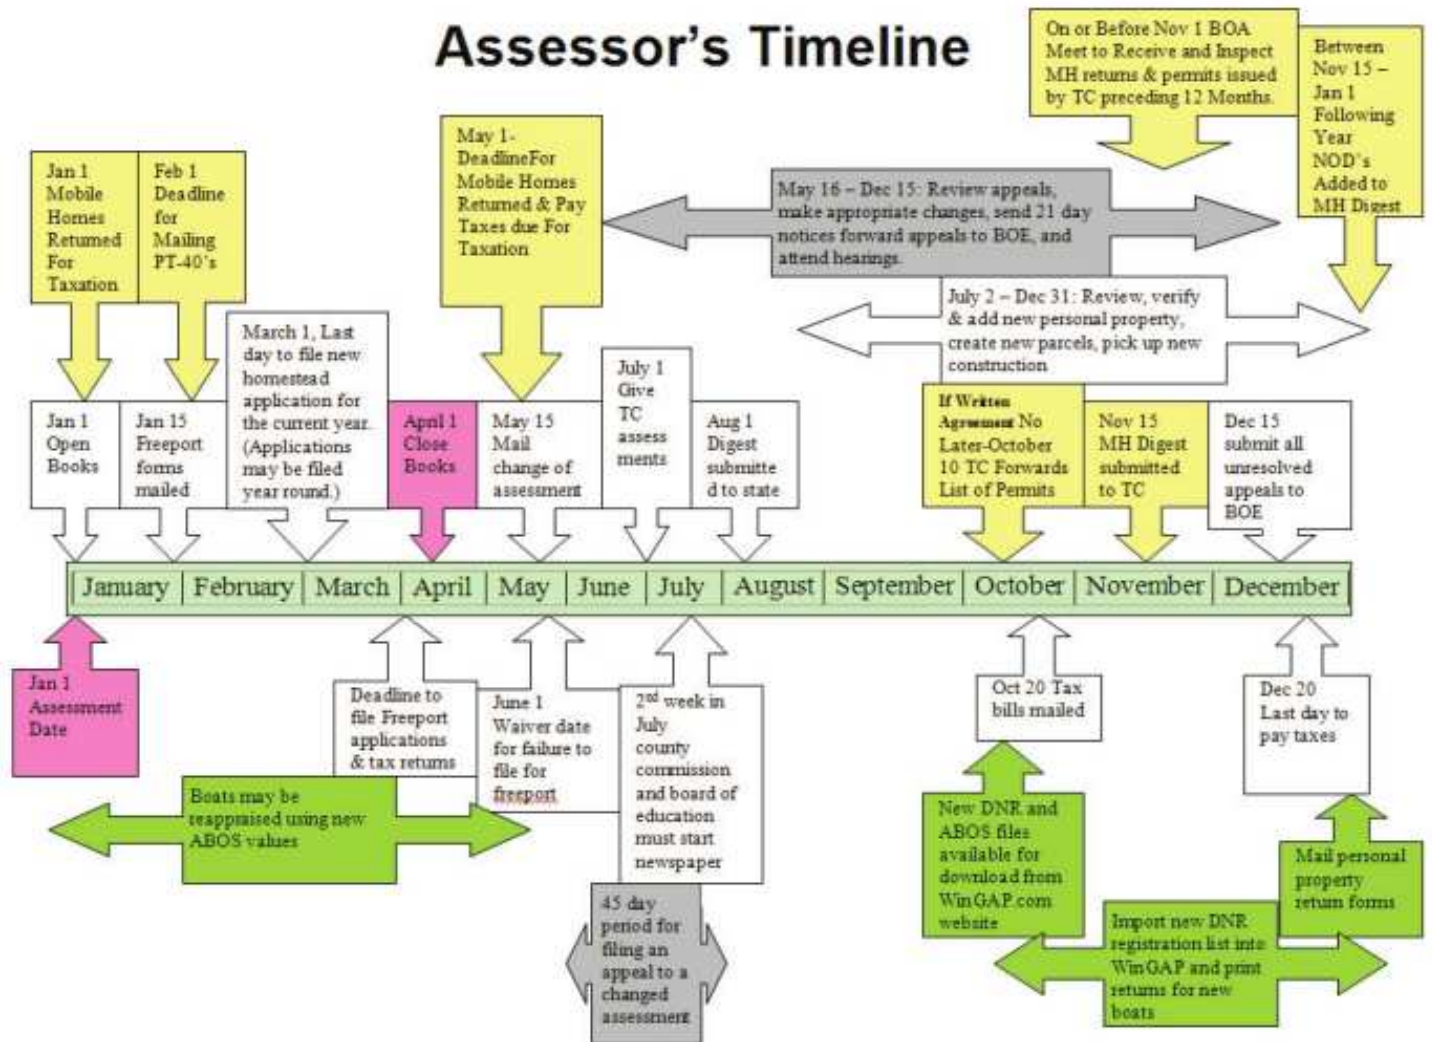 Assessor's Timeline
On or Before Nov 1 BOA
Meet to Receive and Inspect
MH returns & permits issued
by TC preceding 12 Months.
Between
Nov 15 –
Jan 1
Following
Year
NOD's
Added to
MH Digest
Jan 1
Mobile
Homes
Returned
For
Taxation
Feb 1
Deadline
for
Mailing
PT-40's
May 1-
DeadlineFor
Mobile Homes
Returned & Pay
Taxes due For
Taxation
May 16 – Dec 15: Review appeals,
make appropriate changes, send 21 day
notices forward appeals to BOE, and
attend hearings.
July 2 – Dec 31: Review, verify
& add new personal property,
create new parcels, pick up new
construction
Jan 1
Open
Books
Jan 15
Freeport
forms
mailed
March 1, Last
day to file new
homestead
application for
the current year.
(Applications
may be filed
year round.)
April 1
Close
Books
May 15
Mail
change of
assessment
July 1
Give
TC
assess
ments
Aug 1
Digest
submitte
d to state
If Written
Agreement No
Later-October
10 TC Forwards
List of Permits
Nov 15
MH Digest
submitted
to TC
Dec 15
submit all
unresolved
appeals to
BOE
January February March April May June July August September October November December
Jan 1
Assessment
Date
Deadline to
file Freeport
applications
& tax returns
June 1
Waiver date
for failure to
file for
freeport
2nd week in
July
county
commission
and board of
education
must start
newspaper
Oct 20 Tax
bills mailed
Dec 20
Last day to
pay taxes
Boats may be
reappraised using new
ABOS values
45 day
period for
filing an
appeal to a
changed
assessment
New DNR and
ABOS files
available for
download from
WinGAP.com
website
Import new DNR
registration list into
WinGAP and print
returns for new
boats
Mail personal
property
return forms